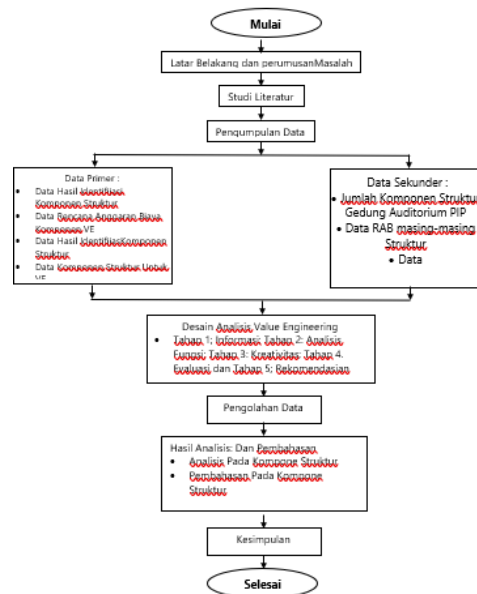 Mulai
Latar Belakang dan perumusanMasalah
Studi Literatur
Pengumpulan Data
Data Primer :
• Data Hasil Identifijasi
Komponen Struktur
• Data Rencana Anggaran Biaya
Komponen VE
• Data Hasil IdentifijasKomponen
Struktur
• Data Komponen Struktur Untuk
VE
Data Sekunder :
• Jumlah Komponen Struktur
Gedung Auditorium PIP
• Data RAB masing-masing
Struktur
• Data
Desain Analisis Value Engineering
• Tahap 1; Informasi; Tahap 2: Analisis
Fungsi; Tahap 3: Kreativitas; Tahap 4.
Evaluasi dan Tahap 5; Rekomendasian
Pengolahan Data
Hasil Analisis: Dan Pembahasan
• Analisis Pada Kompone Struktur
• Pembahasan Pada Kompone
Struktur
Kesimpulan
Selesai